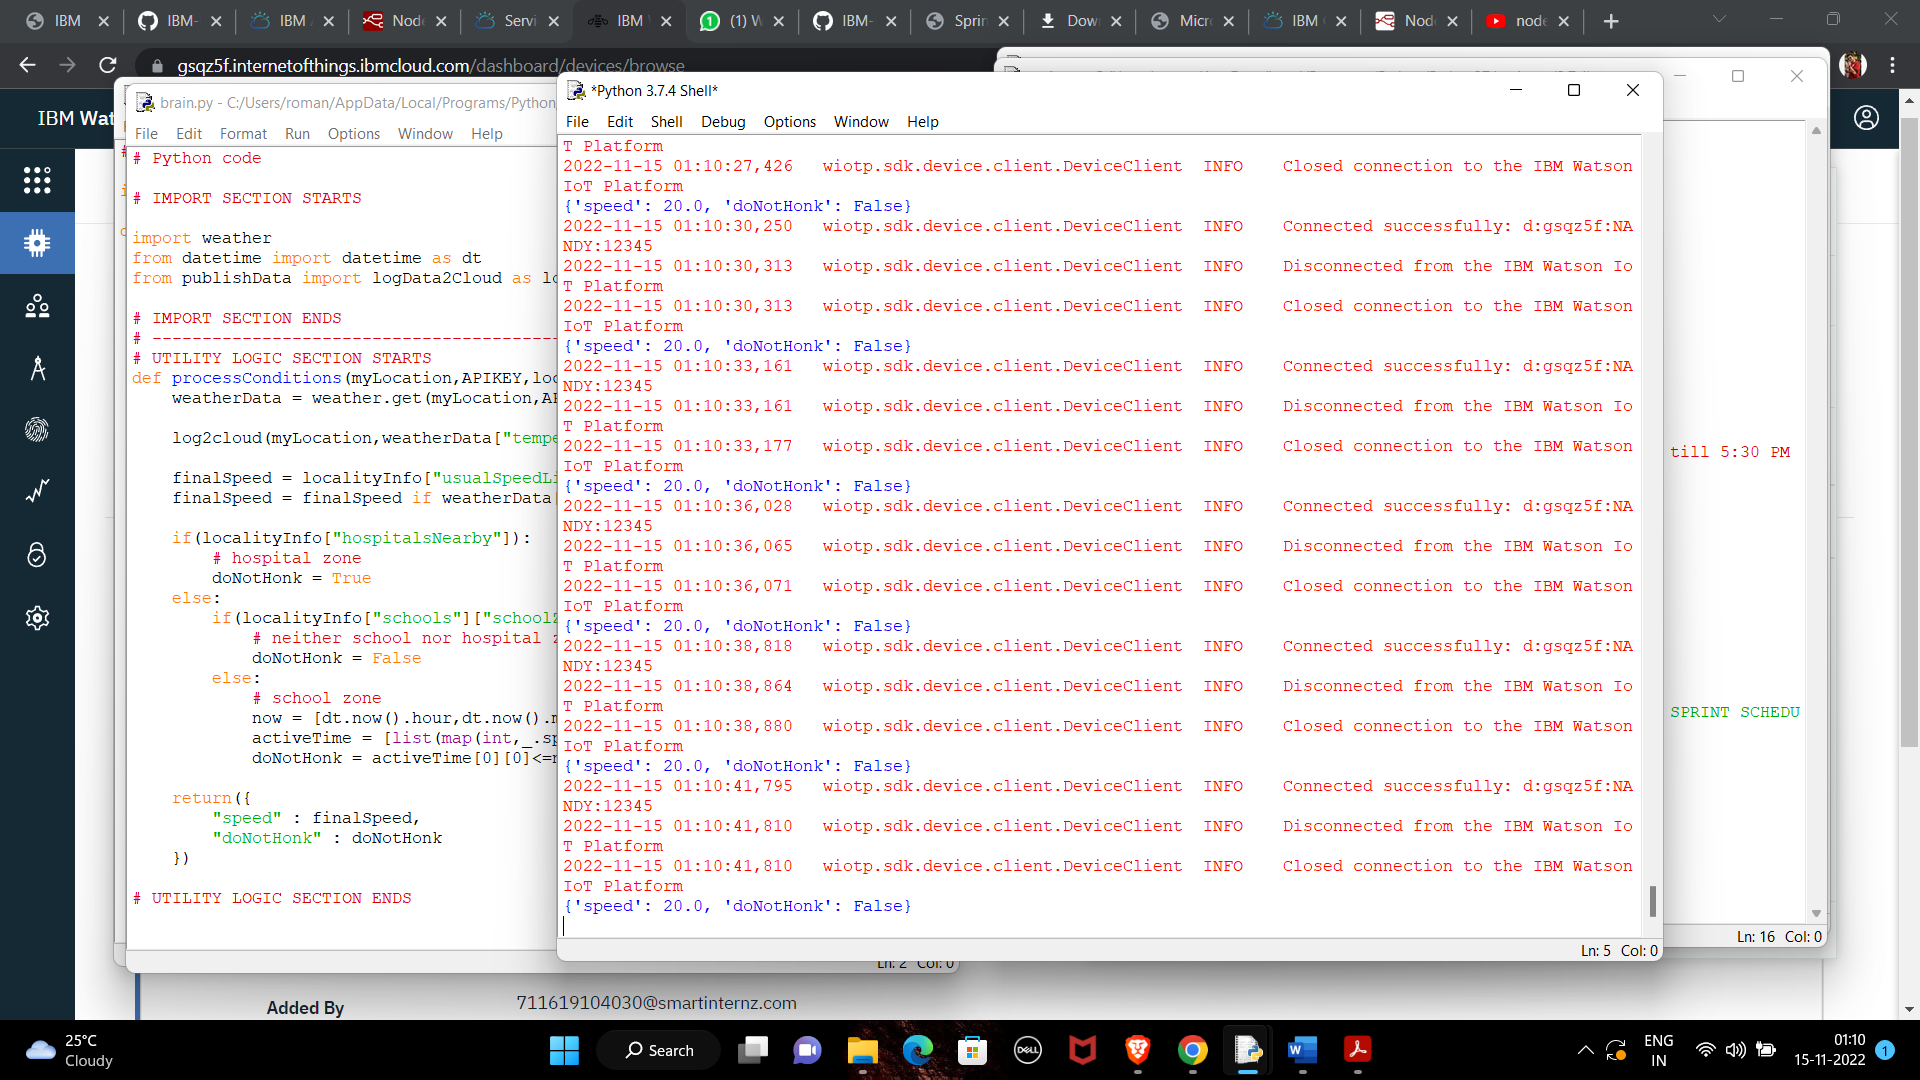 IBM
IBM-
IBM
Node
Servi
IBM
(1) W
IBM-
Sprin
Dow
Micr
IBM
Nod
node
gsqz5f.internetofthings.ibmcloud.com/dashboard/devices/browse
IBM Wat
brain.py - C:/Users/roman/AppData/Local/Programs/Python
File Edit Format Run Options Window Help
# Python code
# IMPORT SECTION STARTS
import weather
from datetime import datetime as dt
from publishData import logData2Cloud as lo
# IMPORT SECTION ENDS
# -----------------------------------------
# UTILITY LOGIC SECTION STARTS
def processConditions(myLocation,APIKEY,loc
weatherData = weather.get(myLocation,AP
log2cloud(myLocation,weatherData["tempe
finalSpeed = localityInfo["usualSpeedLi
finalSpeed = finalSpeed if weatherData[
if(localityInfo["hospitalsNearby"]):
# hospital zone
doNotHonk = True
else:
if(localityInfo["schools"]["schoolZ
# neither school nor hospital z
doNotHonk = False
else:
# school zone
now = [dt.now().hour,dt.now().m
activeTime = [list(map(int,_.sp
doNotHonk = activeTime[0][0]<=n
return({
"speed" : finalSpeed,
"doNotHonk" : doNotHonk
})
# UTILITY LOGIC SECTION ENDS
Ln: 2 Col: 0
*Python 3.7.4 Shell*
File Edit Shell Debug Options Window Help
T Platform
2022-11-15 01:10:27,426 wiotp.sdk.device.client.DeviceClient INFO Closed connection to the IBM Watson
IoT Platform
{'speed': 20.0, 'doNotHonk': False}
2022-11-15 01:10:30,250 wiotp.sdk.device.client.DeviceClient INFO Connected successfully: d:gsqz5f:NA
NDY:12345
2022-11-15 01:10:30,313 wiotp.sdk.device.client.DeviceClient INFO Disconnected from the IBM Watson Io
T Platform
2022-11-15 01:10:30,313 wiotp.sdk.device.client.DeviceClient INFO Closed connection to the IBM Watson
IoT Platform
{'speed': 20.0, 'doNotHonk': False}
2022-11-15 01:10:33,161 wiotp.sdk.device.client.DeviceClient INFO Connected successfully: d:gsqz5f:NA
NDY:12345
2022-11-15 01:10:33,161 wiotp.sdk.device.client.DeviceClient INFO Disconnected from the IBM Watson Io
T Platform
2022-11-15 01:10:33,177 wiotp.sdk.device.client.DeviceClient INFO Closed connection to the IBM Watson
IoT Platform
{'speed': 20.0, 'doNotHonk': False}
2022-11-15 01:10:36,028 wiotp.sdk.device.client.DeviceClient INFO Connected successfully: d:gsqz5f:NA
NDY:12345
2022-11-15 01:10:36,065 wiotp.sdk.device.client.DeviceClient INFO Disconnected from the IBM Watson Io
T Platform
2022-11-15 01:10:36,071 wiotp.sdk.device.client.DeviceClient INFO Closed connection to the IBM Watson
IoT Platform
{'speed': 20.0, 'doNotHonk': False}
2022-11-15 01:10:38,818 wiotp.sdk.device.client.DeviceClient INFO Connected successfully: d:gsqz5f:NA
NDY:12345
2022-11-15 01:10:38,864 wiotp.sdk.device.client.DeviceClient INFO Disconnected from the IBM Watson Io
T Platform
2022-11-15 01:10:38,880 wiotp.sdk.device.client.DeviceClient INFO Closed connection to the IBM Watson
IoT Platform
{'speed': 20.0, 'doNotHonk': False}
2022-11-15 01:10:41,795 wiotp.sdk.device.client.DeviceClient INFO Connected successfully: d:gsqz5f:NA
NDY:12345
2022-11-15 01:10:41,810 wiotp.sdk.device.client.DeviceClient INFO Disconnected from the IBM Watson Io
T Platform
2022-11-15 01:10:41,810 wiotp.sdk.device.client.DeviceClient INFO Closed connection to the IBM Watson
IoT Platform
{'speed': 20.0, 'doNotHonk': False}
Ln: 5 Col: 0
till 5:30 PM
SPRINT SCHEDU
Ln: 16 Col: 0
Added By
711619104030@smartinternz.com
25°C
Cloudy
Search
DELL
ENG
IN
01:10
15-11-2022
1